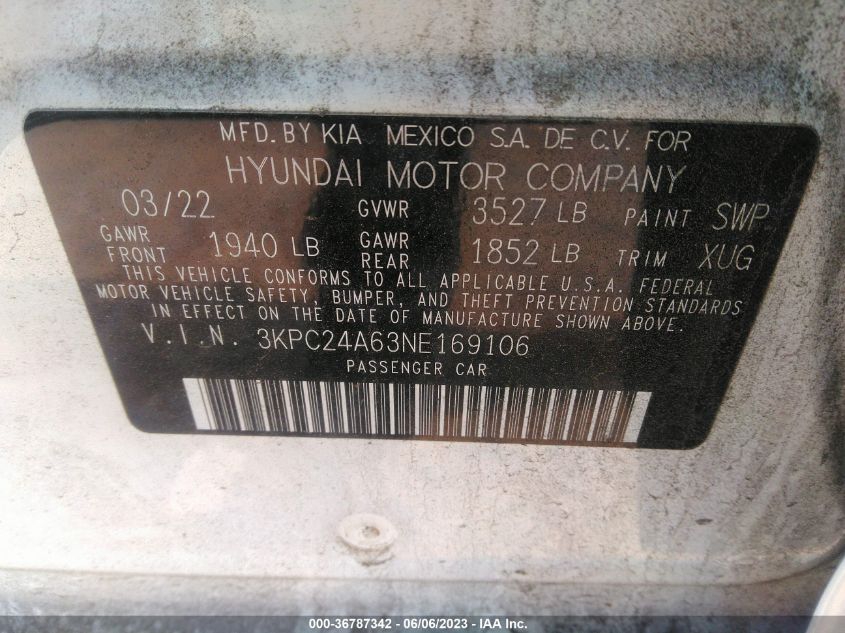 MFD. BY KIA MEXICO S.A. DE C.V. FOR
HYUNDAI MOTOR COMPANY
03/22 GVWR 3527 LB PAINT SWP
GAWR FRONT 1940 LB GAWR REAR 1852 LB TRIM XUG
THIS VEHICLE CONFORMS TO ALL APPLICABLE U.S.A. FEDERAL
MOTOR VEHICLE SAFETY, BUMPER, AND THEFT PREVENTION STANDARDS
IN EFFECT ON THE DATE OF MANUFACTURE SHOWN ABOVE.
V.I.N. 3KPC24A63NE169106
PASSENGER CAR
000-36787342 - 06/06/2023 - IAA Inc.